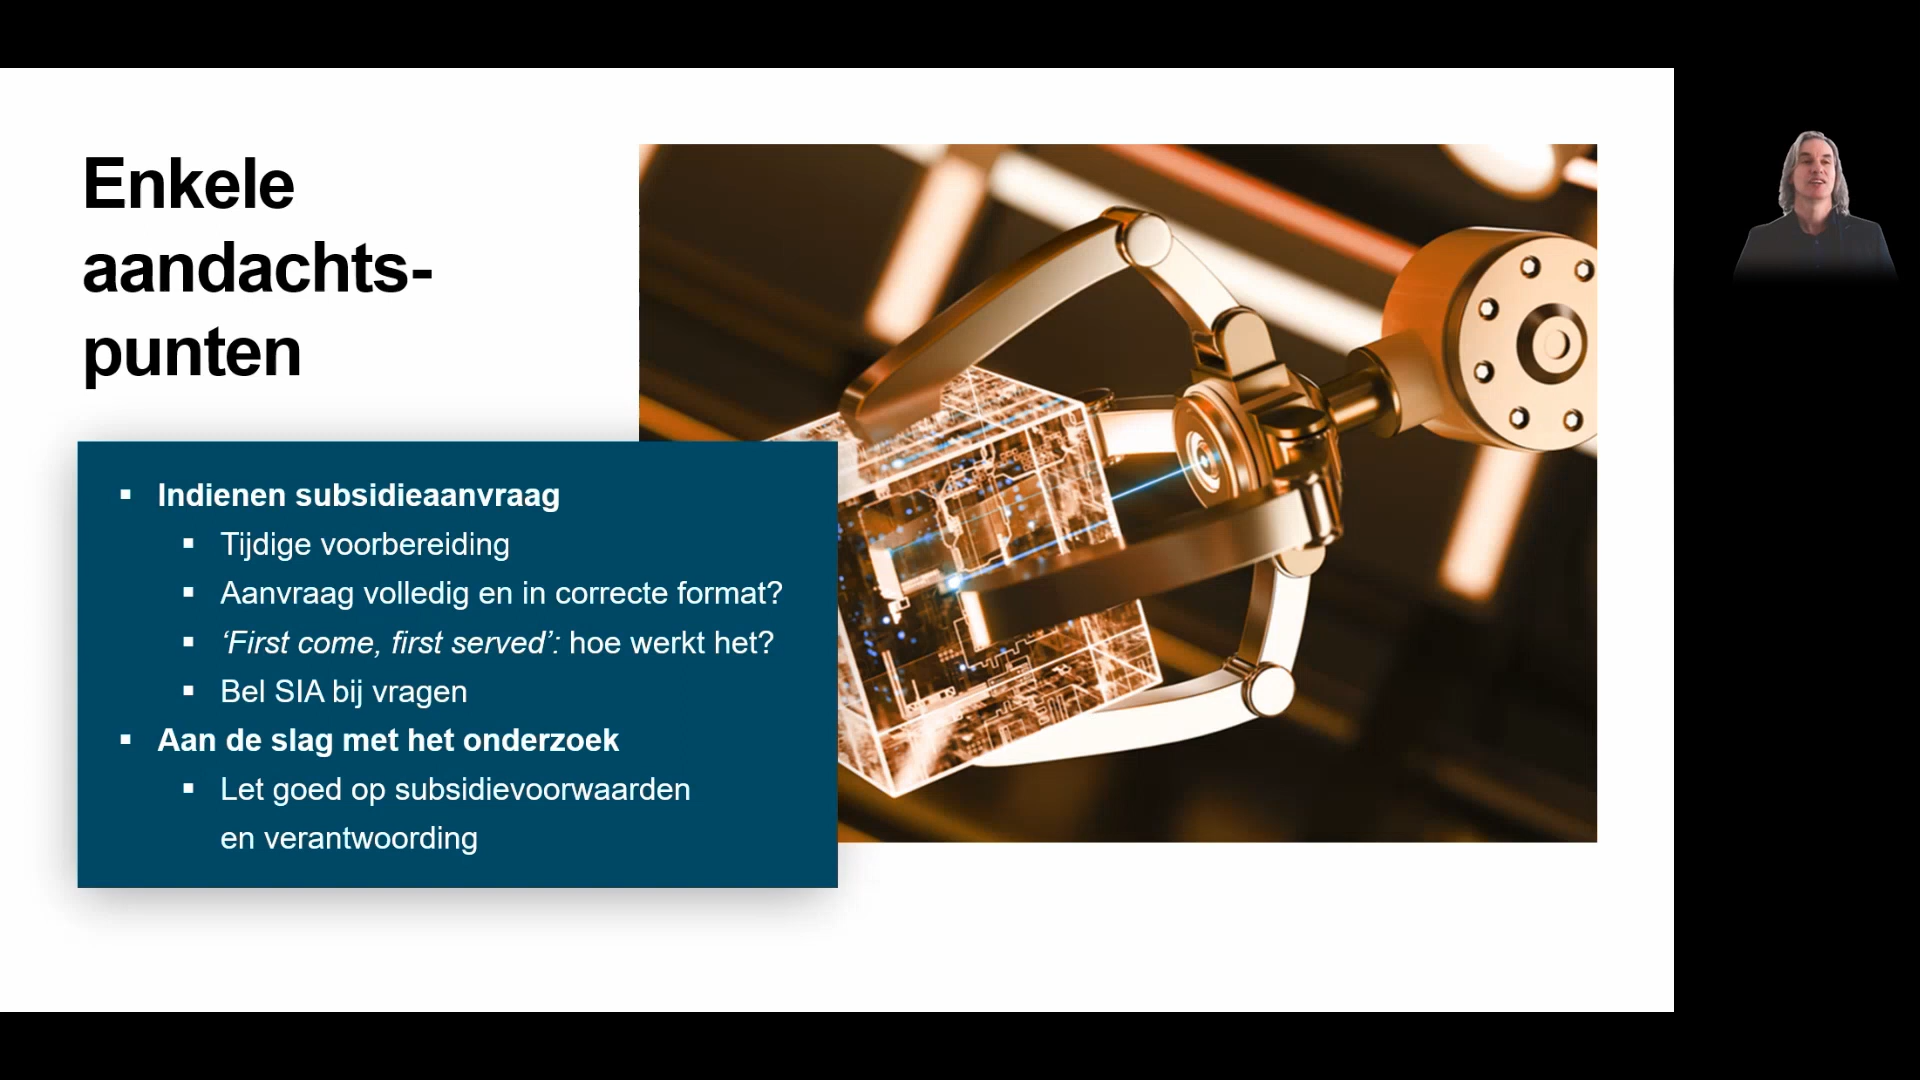 Enkele
aandachts-
punten
▪ Indienen subsidieaanvraag
▪ Tijdige voorbereiding
▪ Aanvraag volledig en in correcte format?
▪ ‘First come, first served’: hoe werkt het?
▪ Bel SIA bij vragen
▪ Aan de slag met het onderzoek
▪ Let goed op subsidievoorwaarden
en verantwoording